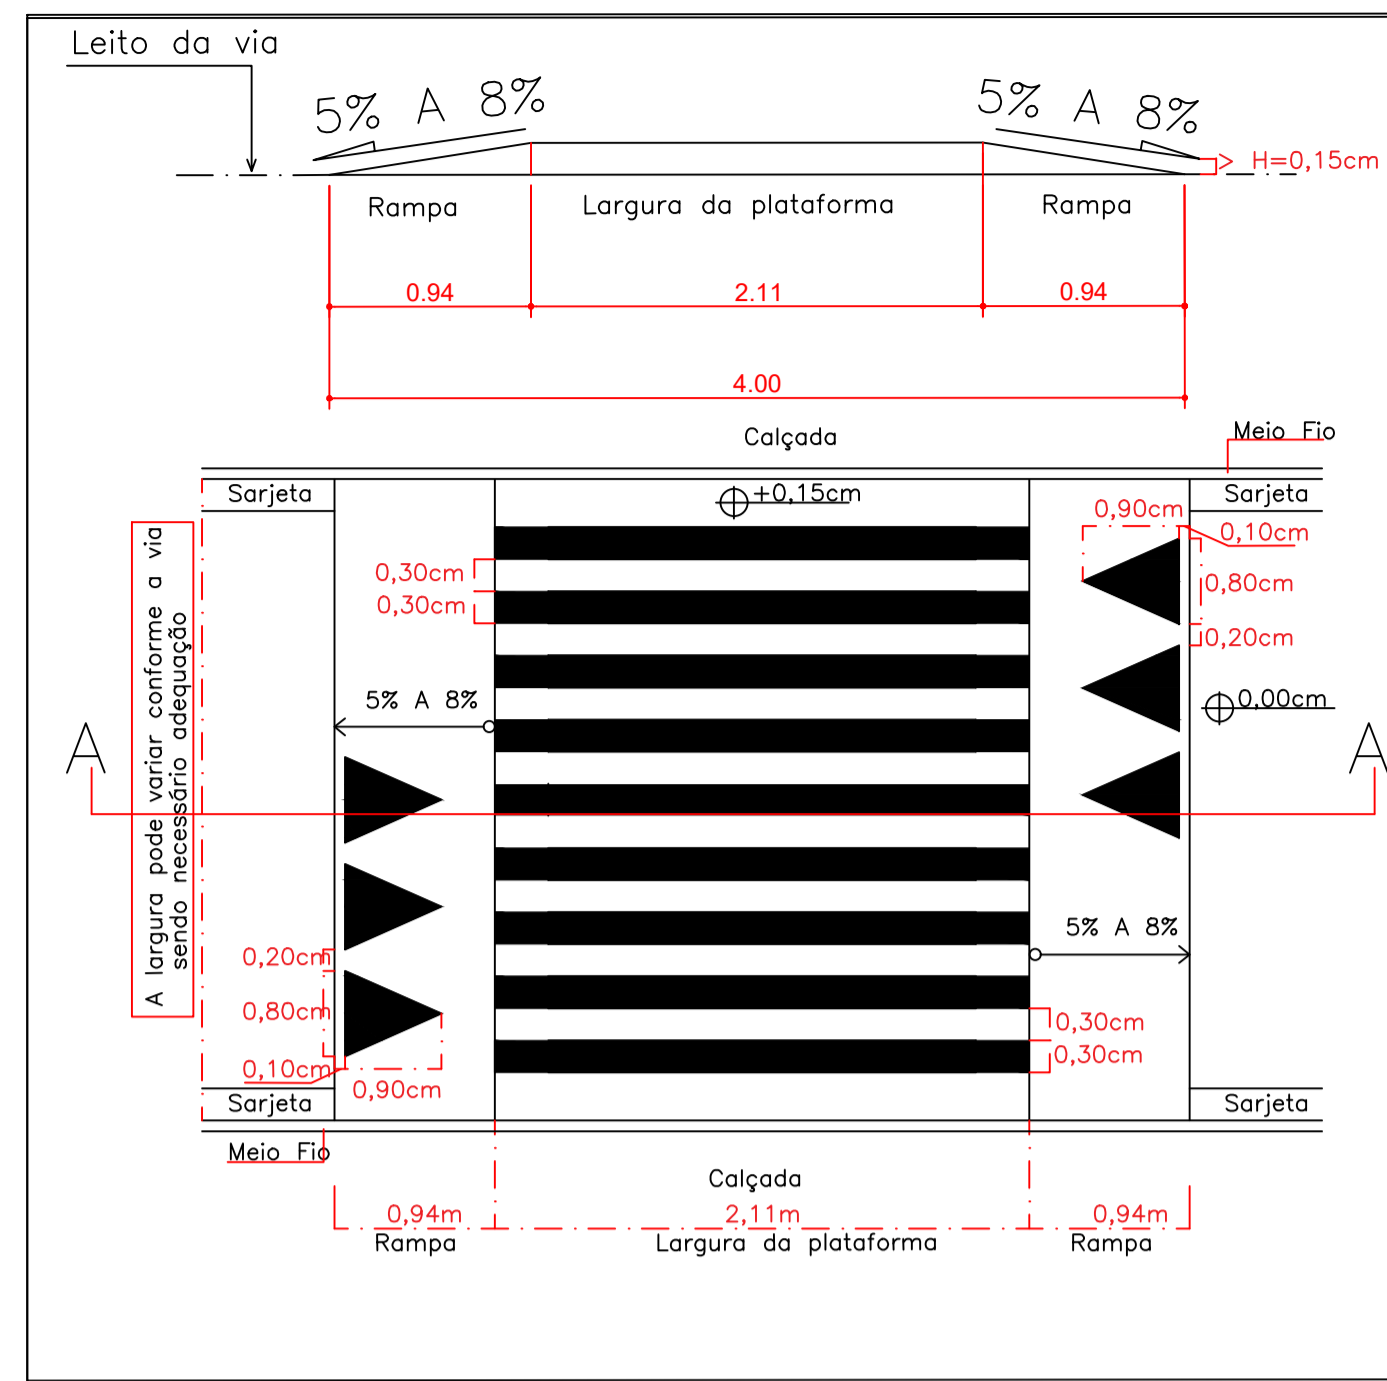 Leito da via
5% A 8%
5% A 8%
H=0,15cm
Rampa
Largura da plataforma
Rampa
0.94
2.11
0.94
4.00
Calçada
Meio Fio
Sarjeta
+0,15cm
Sarjeta
0,90cm
0,10cm
0,30cm
0,80cm
0,30cm
0,20cm
A largura pode variar conforme a via
sendo necessário adequação
5% A 8%
0,00cm
A
A
5% A 8%
0,20cm
0,80cm
0,30cm
0,30cm
0,10cm
0,90cm
Sarjeta
Sarjeta
Meio Fio
Calçada
0,94m
2,11m
0,94m
Rampa
Largura da plataforma
Rampa